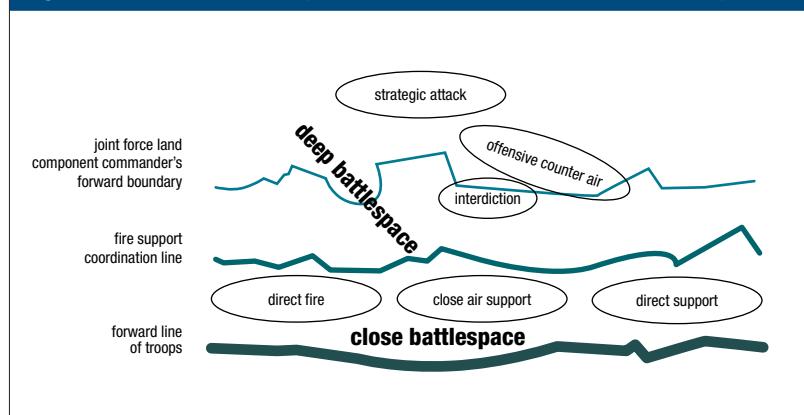 strategic attack
deep battlespace
offensive counter air
joint force land
component commander's
forward boundary
interdiction
fire support
coordination line
direct fire
close air support
direct support
forward line
of troops
close battlespace